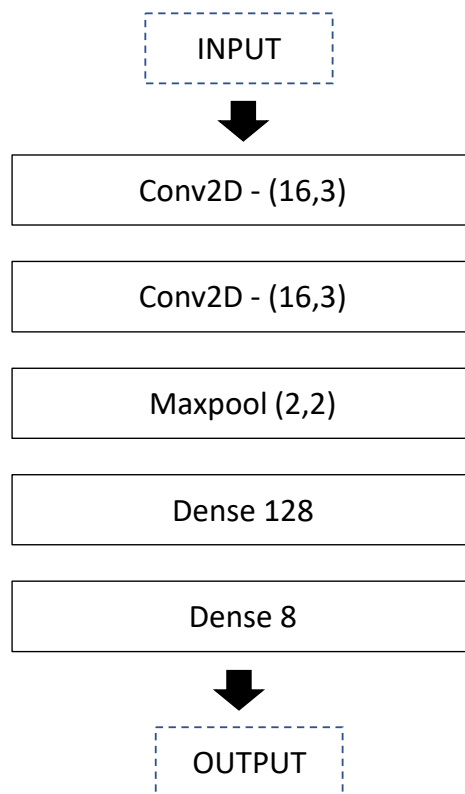 INPUT
Conv2D - (16,3)
Conv2D - (16,3)
Maxpool (2,2)
Dense 128
Dense 8
OUTPUT